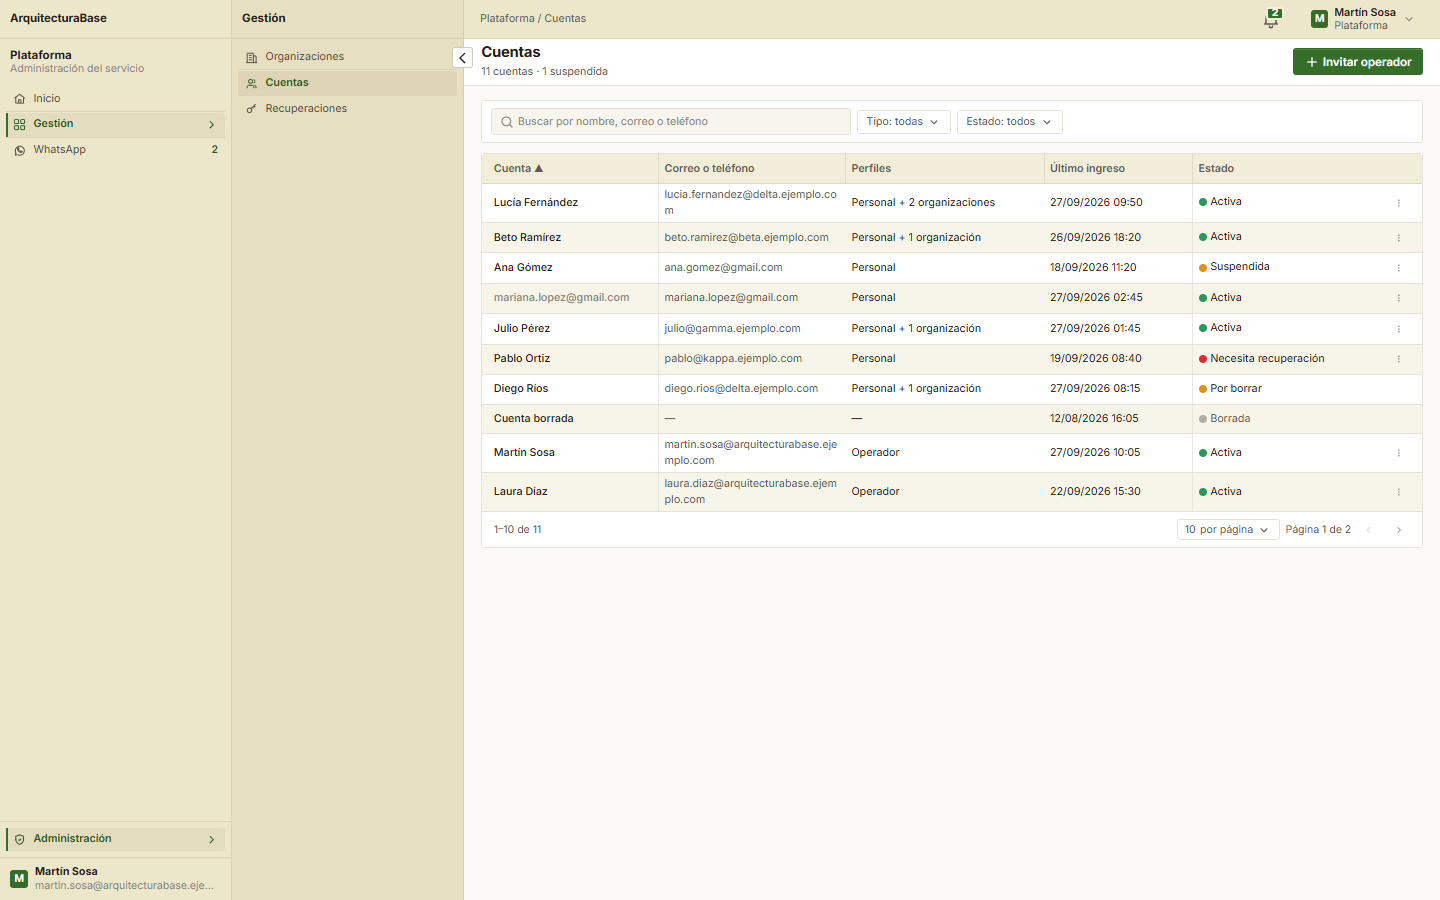 ArquitecturaBase
Plataforma
Administración del servicio
Inicio
Gestión
WhatsApp 2
Administración
M Martín Sosa
martin.sosa@arquitecturabase.eje...
Gestión
Organizaciones
Cuentas
Recuperaciones
Plataforma / Cuentas
2
M Martín Sosa
Plataforma
Cuentas
11 cuentas · 1 suspendida
Invitar operador
Buscar por nombre, correo o teléfono
Tipo: todas
Estado: todos
Cuenta ▲ Correo o teléfono Perfiles Último ingreso Estado
Lucía Fernández lucia.fernandez@delta.ejemplo.co
m Personal + 2 organizaciones 27/09/2026 09:50 Activa
Beto Ramírez beto.ramirez@beta.ejemplo.com Personal + 1 organización 26/09/2026 18:20 Activa
Ana Gómez ana.gomez@gmail.com Personal 18/09/2026 11:20 Suspendida
mariana.lopez@gmail.com mariana.lopez@gmail.com Personal 27/09/2026 02:45 Activa
Julio Pérez julio@gamma.ejemplo.com Personal + 1 organización 27/09/2026 01:45 Activa
Pablo Ortiz pablo@kappa.ejemplo.com Personal 19/09/2026 08:40 Necesita recuperación
Diego Ríos diego.rios@delta.ejemplo.com Personal + 1 organización 27/09/2026 08:15 Por borrar
Cuenta borrada — — 12/08/2026 16:05 Borrada
Martín Sosa martin.sosa@arquitecturabase.eje
mplo.com Operador 27/09/2026 10:05 Activa
Laura Díaz laura.diaz@arquitecturabase.ejem
plo.com Operador 22/09/2026 15:30 Activa
1–10 de 11 10 por página Página 1 de 2